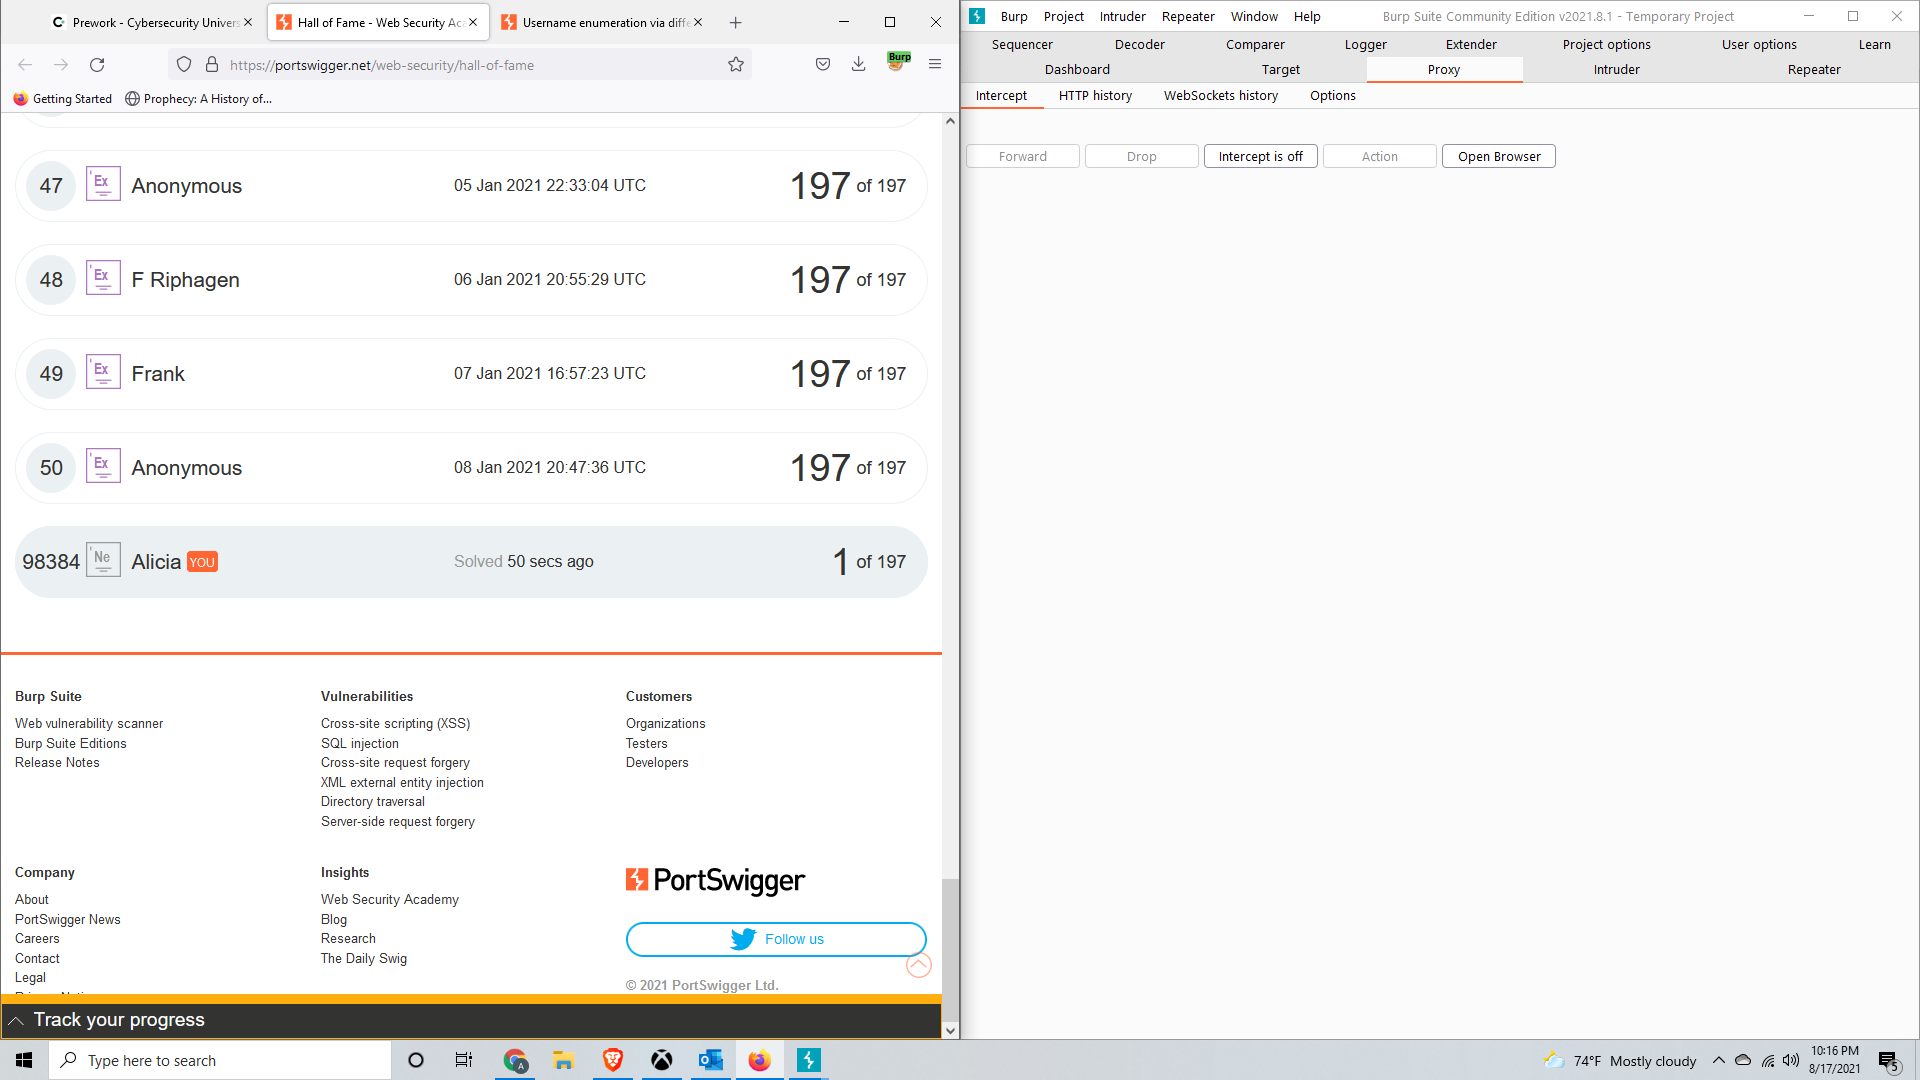 Prework - Cybersecurity Univers
Hall of Fame - Web Security Aca
Username enumeration via diffe
https://portswigger.net/web-security/hall-of-fame
Burp
Getting Started
Prophecy: A History of...
47 Ex Anonymous 05 Jan 2021 22:33:04 UTC 197 of 197
48 Ex F Riphagen 06 Jan 2021 20:55:29 UTC 197 of 197
49 Ex Frank 07 Jan 2021 16:57:23 UTC 197 of 197
50 Ex Anonymous 08 Jan 2021 20:47:36 UTC 197 of 197
98384 Ne Alicia YOU Solved 50 secs ago 1 of 197
Burp Suite
Web vulnerability scanner
Burp Suite Editions
Release Notes
Vulnerabilities
Cross-site scripting (XSS)
SQL injection
Cross-site request forgery
XML external entity injection
Directory traversal
Server-side request forgery
Customers
Organizations
Testers
Developers
Company
About
PortSwigger News
Careers
Contact
Legal
Insights
Web Security Academy
Blog
Research
The Daily Swig
PortSwigger
Follow us
© 2021 PortSwigger Ltd.
Track your progress
Burp Project Intruder Repeater Window Help Burp Suite Community Edition v2021.8.1 - Temporary Project
Sequencer Decoder Comparer Logger Extender Project options User options Learn
Dashboard Target Proxy Intruder Repeater
Intercept HTTP history WebSockets history Options
Forward Drop Intercept is off Action Open Browser
Type here to search
A
74°F Mostly cloudy
10:16 PM
8/17/2021
5